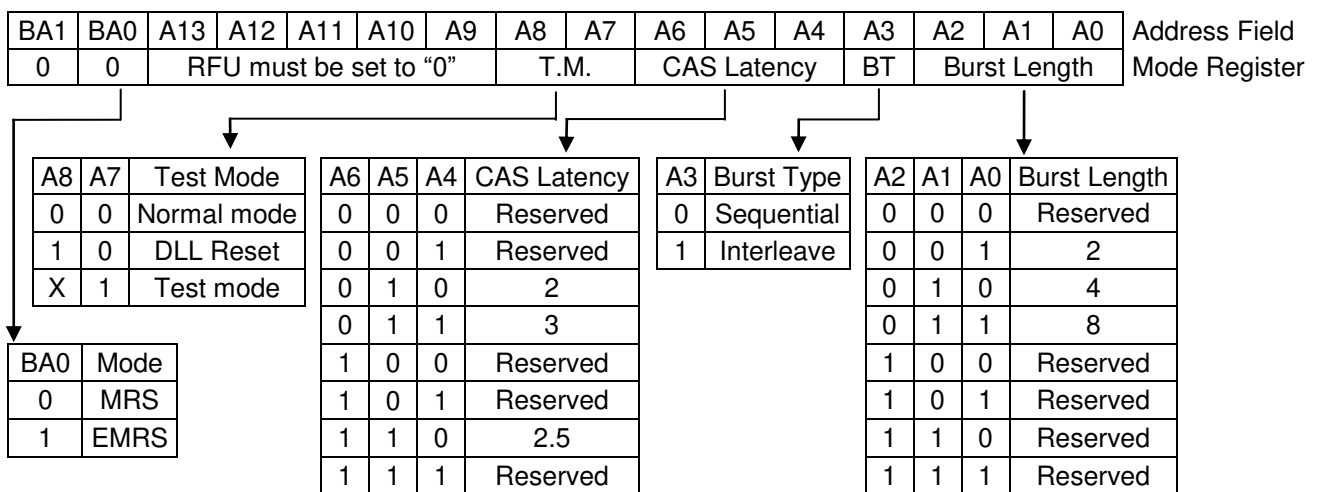 BA1 BA0 A13 A12 A11 A10 A9 A8 A7 A6 A5 A4 A3 A2 A1 A0 Address Field
0 0 RFU must be set to “0” T.M. CAS Latency BT Burst Length Mode Register
A8 A7 Test Mode
0 0 Normal mode
1 0 DLL Reset
X 1 Test mode
BA0 Mode
0 MRS
1 EMRS
A6 A5 A4 CAS Latency
0 0 0 Reserved
0 0 1 Reserved
0 1 0 2
0 1 1 3
1 0 0 Reserved
1 0 1 Reserved
1 1 0 2.5
1 1 1 Reserved
A3 Burst Type
0 Sequential
1 Interleave
A2 A1 A0 Burst Length
0 0 0 Reserved
0 0 1 2
0 1 0 4
0 1 1 8
1 0 0 Reserved
1 0 1 Reserved
1 1 0 Reserved
1 1 1 Reserved